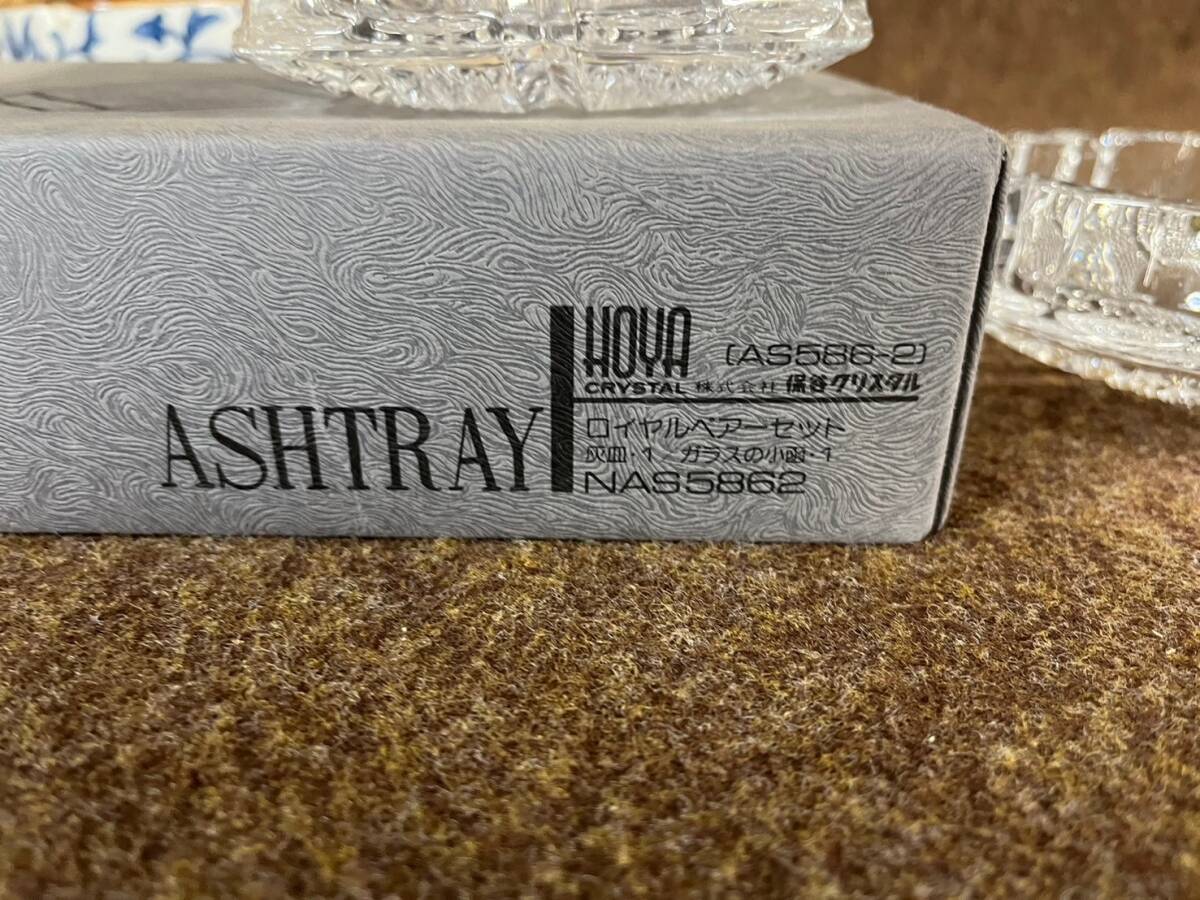 ASHTRAY
HOYA (AS586-2)
CRYSTAL 株式会社 保谷クリスタル
ロイヤルペアーセット
灰皿・1／ガラスの小函・1
NAS5862